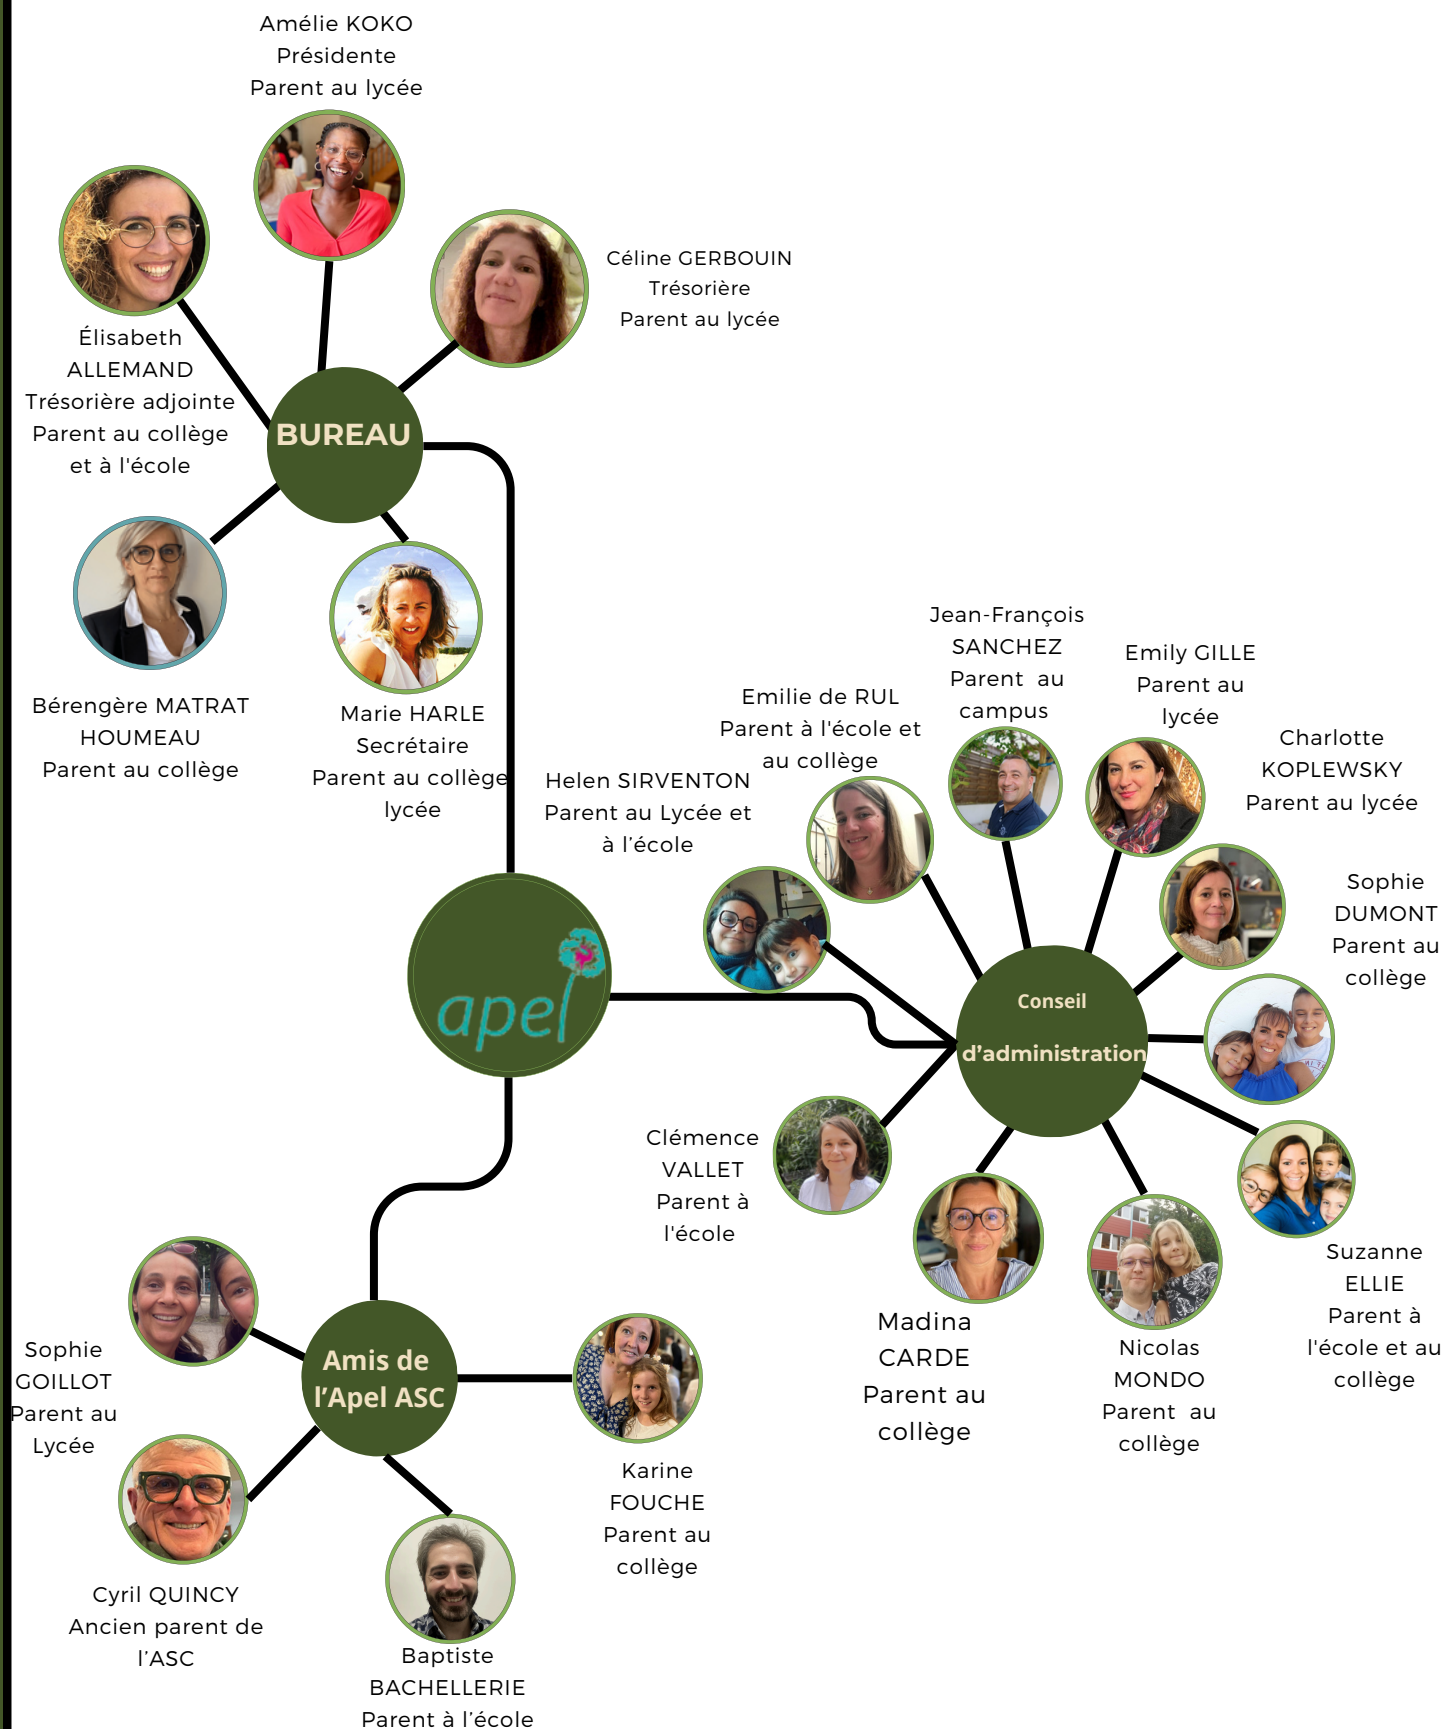 Amélie KOKO
Présidente
Parent au lycée
Céline GERBOUIN
Trésorière
Parent au lycée
Élisabeth
ALLEMAND
Trésorière adjointe
Parent au collège
et à l'école
BUREAU
Bérengère MATRAT
HOUMEAU
Parent au collège
Marie HARLE
Secrétaire
Parent au collège
lycée
Helen SIRVENTON
Parent au Lycée et
à l’école
Emilie de RUL
Parent à l'école et
au collège
Jean-François
SANCHEZ
Parent au
campus
Emily GILLE
Parent au
lycée
Charlotte
KOPLEWSKY
Parent au lycée
Sophie
DUMONT
Parent au
collège
apel
Conseil
d’administration
Clémence
VALLET
Parent à
l'école
Madina
CARDE
Parent au
collège
Nicolas
MONDO
Parent au
collège
Suzanne
ELLIE
Parent à
l'école et au
collège
Sophie
GOILLOT
Parent au
Lycée
Amis de
l’Apel ASC
Karine
FOUCHE
Parent au
collège
Cyril QUINCY
Ancien parent de
l’ASC
Baptiste
BACHELLERIE
Parent à l’école